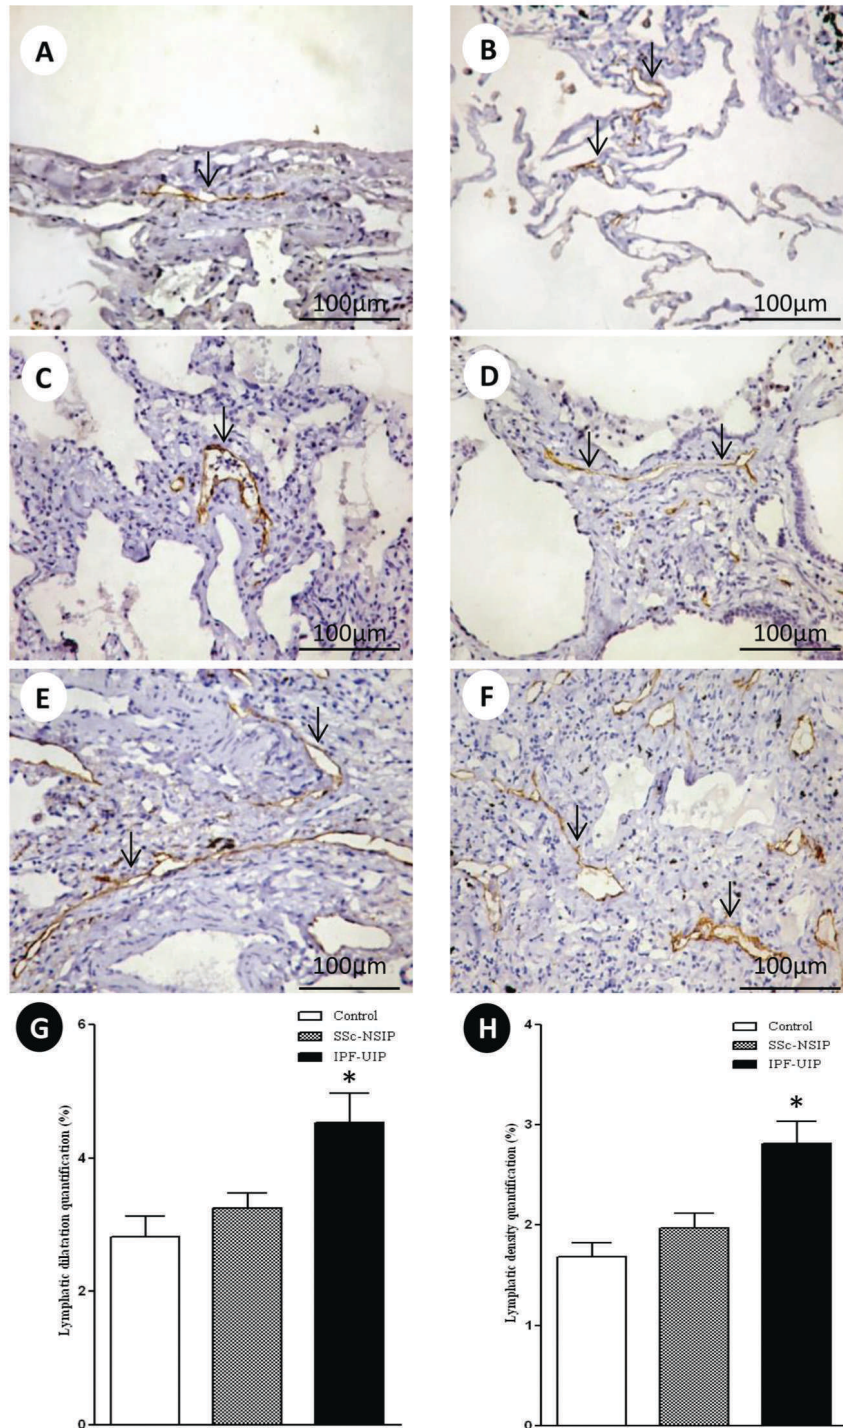 A
100µm
B
100µm
C
100µm
D
100µm
E
100µm
F
100µm
G
Lymphatic dilatation quantification (%)
6
4
2
0
Control
SSc-NSIP
IPF-UIP
*
H
Lymphatic density quantification (%)
4
3
2
1
0
Control
SSc-NSIP
IPF-UIP
*